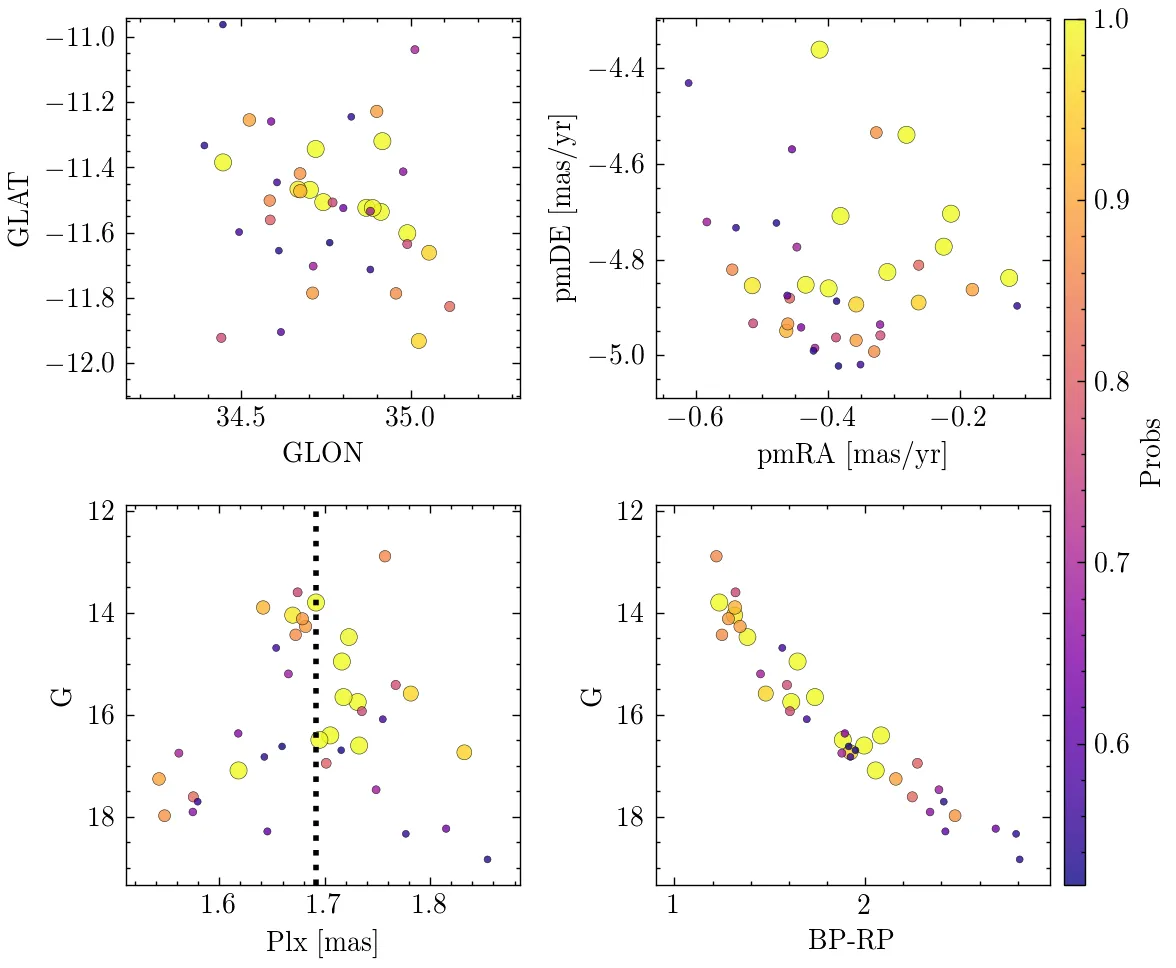 −11.0
−11.2
−11.4
−11.6
−11.8
−12.0
GLAT
34.5 35.0
GLON
−4.4
−4.6
−4.8
−5.0
pmDE [mas/yr]
−0.6 −0.4 −0.2
pmRA [mas/yr]
12
14
16
18
G
1.6 1.7 1.8
Plx [mas]
12
14
16
18
G
1 2
BP-RP
1.0
0.9
0.8
0.7
0.6
Probs